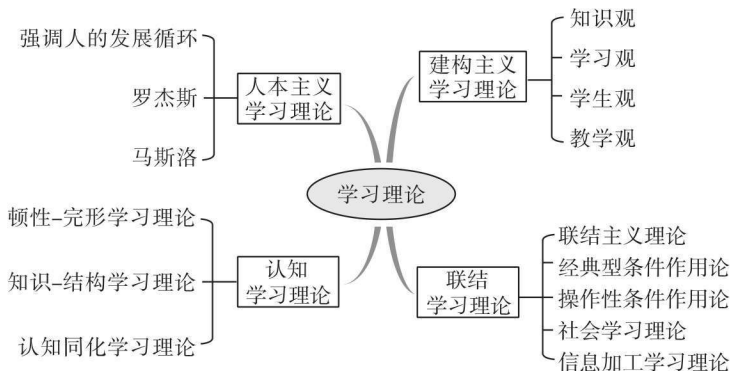 强调人的发展循环
罗杰斯
马斯洛
人本主义
学习理论
建构主义
学习理论
知识观
学习观
学生观
教学观
学习理论
顿性-完形学习理论
知识-结构学习理论
认知同化学习理论
认知
学习理论
联结
学习理论
联结主义理论
经典型条件作用论
操作性条件作用论
社会学习理论
信息加工学习理论